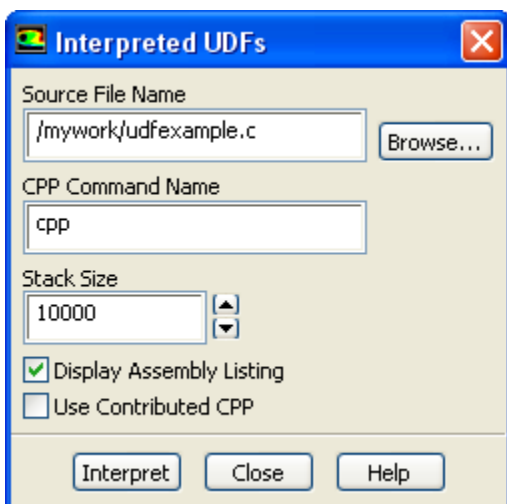 Interpreted UDFs
Source File Name
/mywork/udfexample.c
Browse...
CPP Command Name
cpp
Stack Size
10000
Display Assembly Listing
Use Contributed CPP
Interpret Close Help